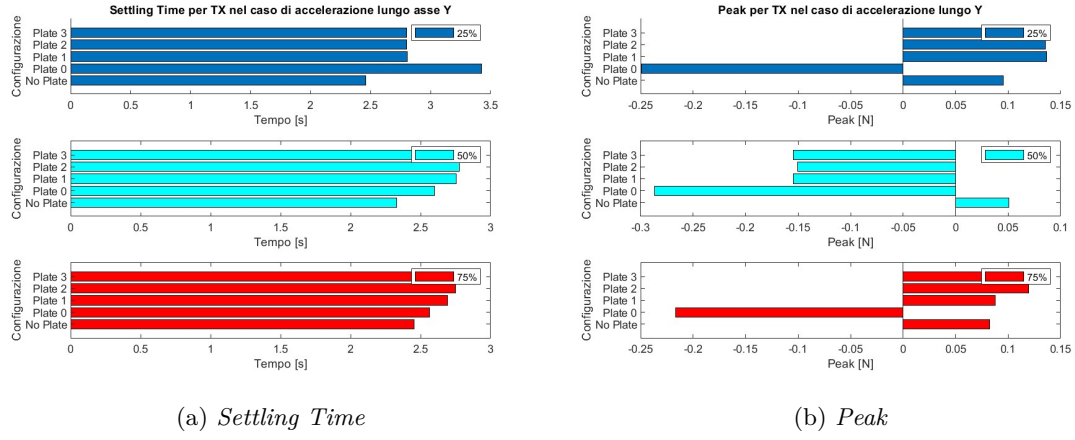 Settling Time per TX nel caso di accelerazione lungo asse Y
Configurazione
Plate 3
Plate 2
Plate 1
Plate 0
No Plate
25%
0 0.5 1 1.5 2 2.5 3 3.5
Tempo [s]
Configurazione
Plate 3
Plate 2
Plate 1
Plate 0
No Plate
50%
0 0.5 1 1.5 2 2.5 3
Tempo [s]
Configurazione
Plate 3
Plate 2
Plate 1
Plate 0
No Plate
75%
0 0.5 1 1.5 2 2.5 3
Tempo [s]
(a) Settling Time
Peak per TX nel caso di accelerazione lungo Y
Configurazione
Plate 3
Plate 2
Plate 1
Plate 0
No Plate
25%
-0.25 -0.2 -0.15 -0.1 -0.05 0 0.05 0.1 0.15
Peak [N]
Configurazione
Plate 3
Plate 2
Plate 1
Plate 0
No Plate
50%
-0.3 -0.25 -0.2 -0.15 -0.1 -0.05 0 0.05 0.1
Peak [N]
Configurazione
Plate 3
Plate 2
Plate 1
Plate 0
No Plate
75%
-0.25 -0.2 -0.15 -0.1 -0.05 0 0.05 0.1 0.15
Peak [N]
(b) Peak